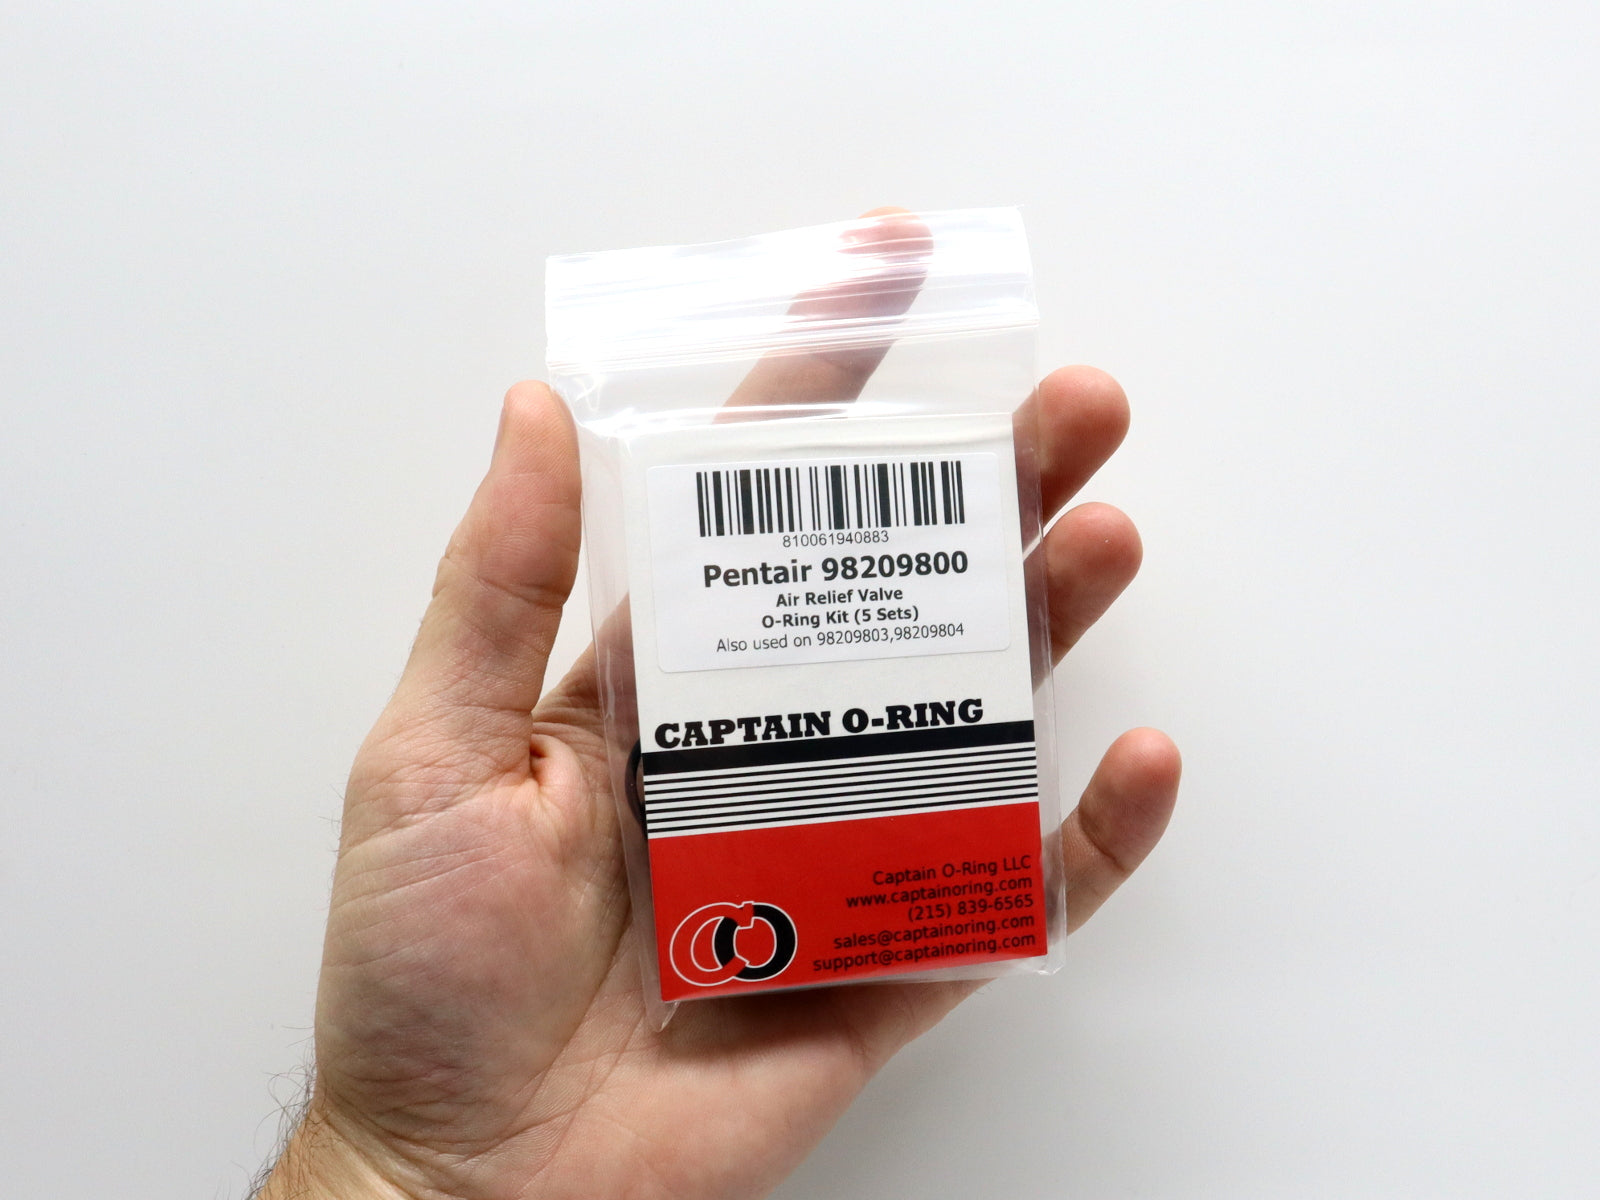 810061940883
Pentair 98209800
Air Relief Valve
O-Ring Kit (5 Sets)
Also used on 98209803,98209804
CAPTAIN O-RING
Captain O-Ring LLC
www.captainoring.com
(215) 839-6565
sales@captainoring.com
support@captainoring.com